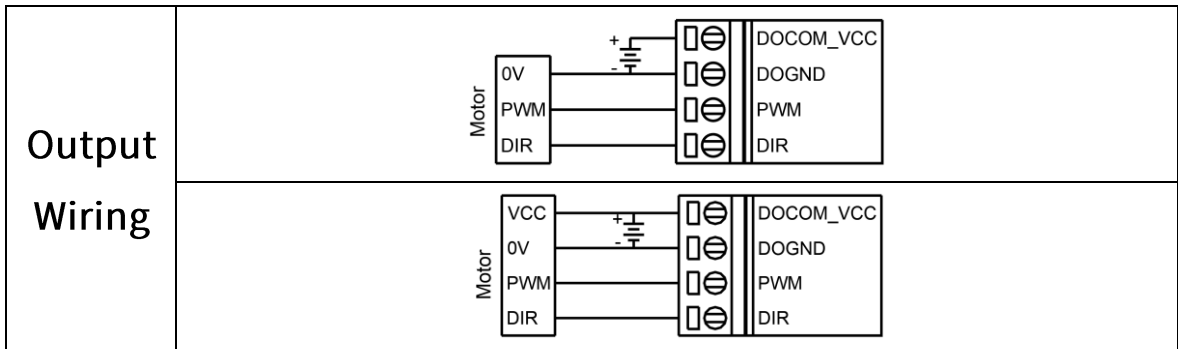 Output
Wiring
Motor
0V
PWM
DIR
+
-
DOCOM_VCC
DOGND
PWM
DIR
Motor
VCC
0V
PWM
DIR
+
-
DOCOM_VCC
DOGND
PWM
DIR